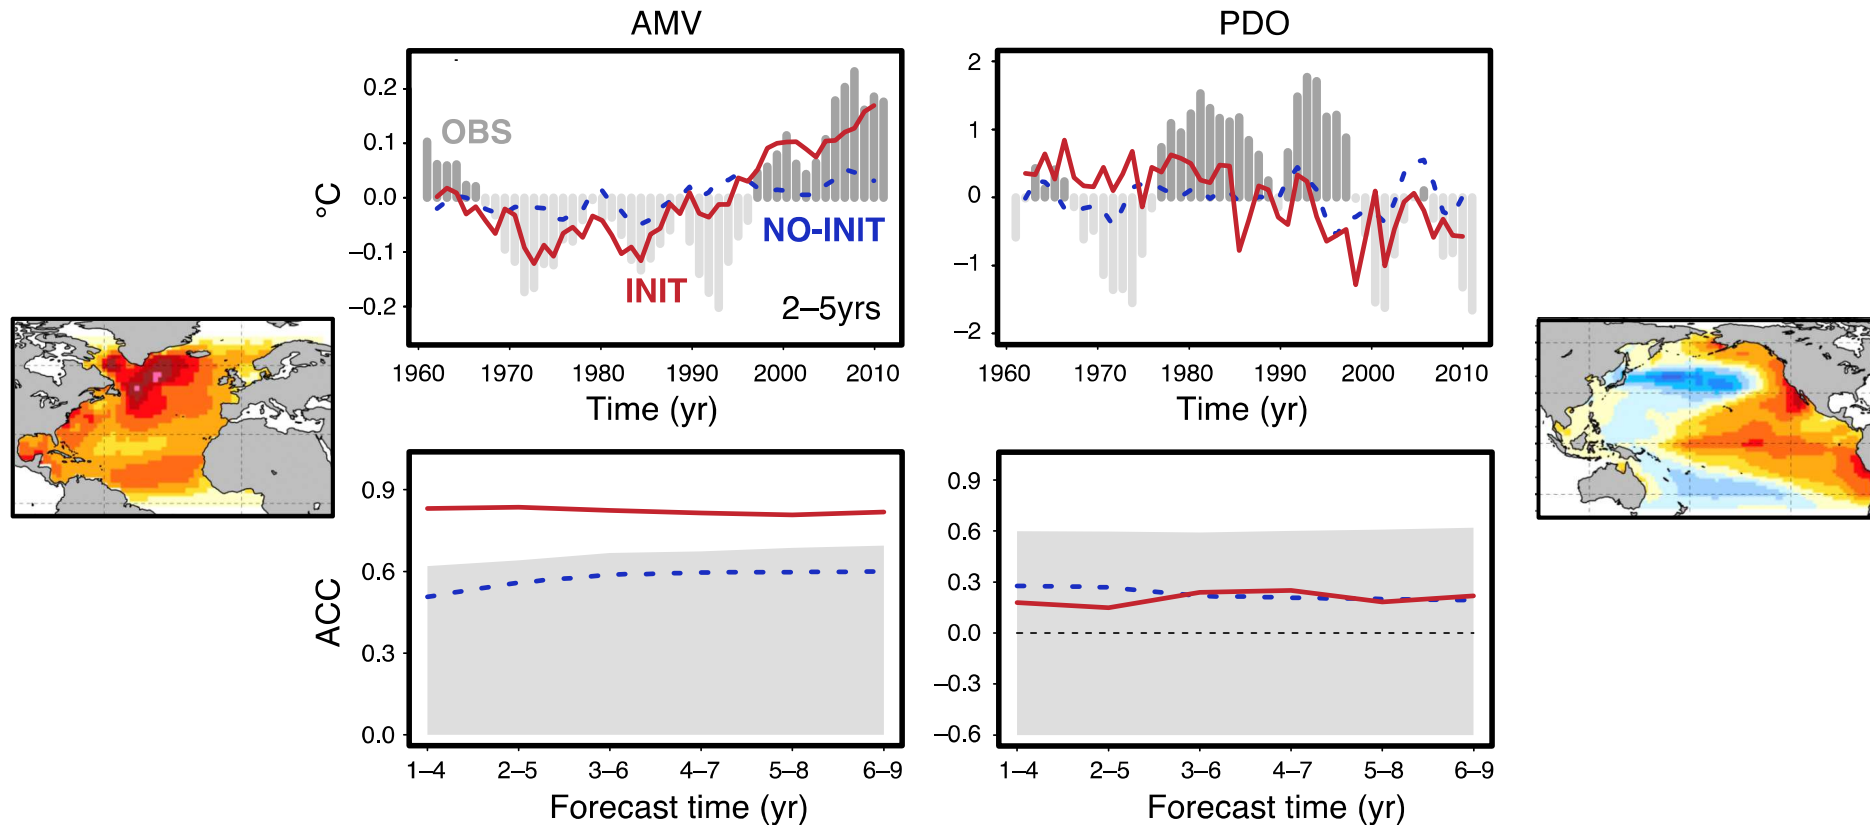 AMV
PDO
°C
0.2
0.1
0.0
−0.1
−0.2
OBS
NO-INIT
INIT
2−5yrs
1960 1970 1980 1990 2000 2010
Time (yr)
2
1
0
−1
−2
1960 1970 1980 1990 2000 2010
Time (yr)
ACC
0.9
0.6
0.3
0.0
1−4 2−5 3−6 4−7 5−8 6−9
Forecast time (yr)
0.9
0.6
0.3
0.0
−0.3
−0.6
1−4 2−5 3−6 4−7 5−8 6−9
Forecast time (yr)